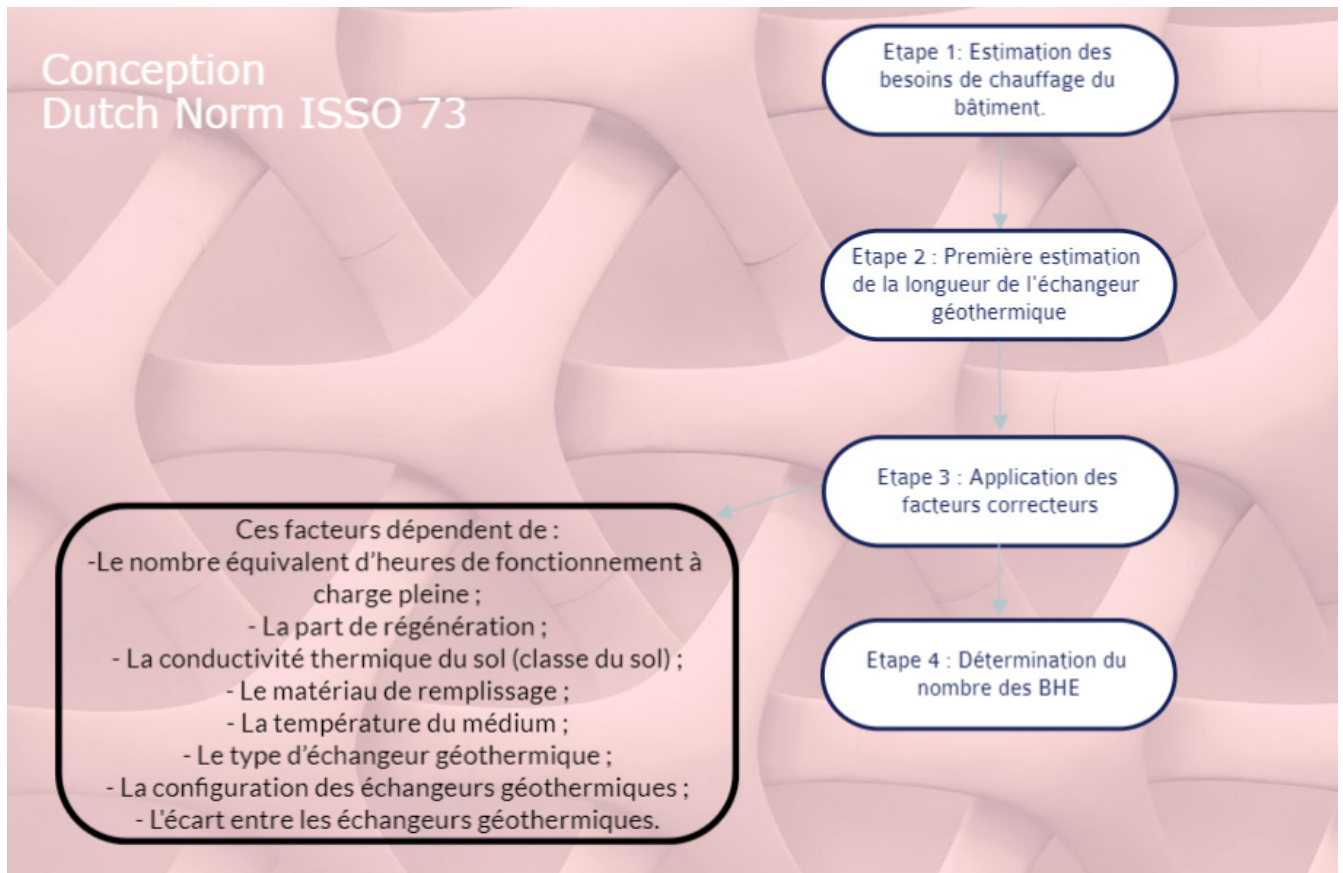 Conception
Dutch Norm ISSO 73
Etape 1: Estimation des
besoins de chauffage du
bâtiment.
Etape 2 : Première estimation
de la longueur de l'échangeur
géothermique
Etape 3 : Application des
facteurs correcteurs
Etape 4 : Détermination du
nombre des BHE
Ces facteurs dépendent de :
-Le nombre équivalent d’heures de fonctionnement à
charge pleine ;
- La part de régénération ;
- La conductivité thermique du sol (classe du sol) ;
- Le matériau de remplissage ;
- La température du médium ;
- Le type d’échangeur géothermique ;
- La configuration des échangeurs géothermiques ;
- L'écart entre les échangeurs géothermiques.